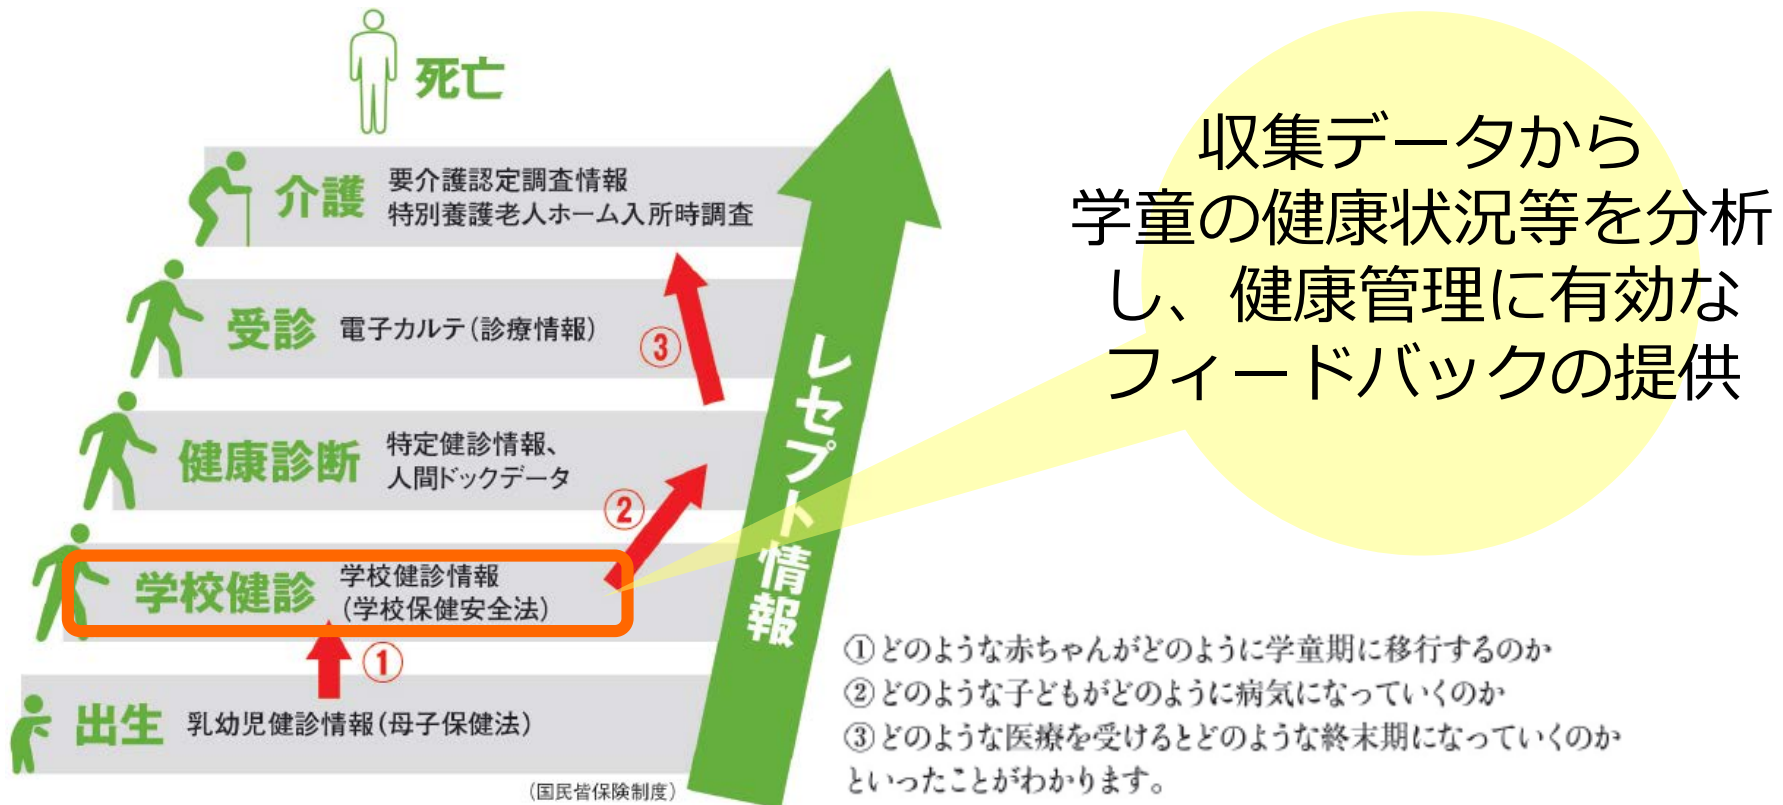 死亡
介護
要介護認定調査情報
特別養護老人ホーム入所時調査
受診
電子カルテ(診療情報)
③
健康診断
特定健診情報、
人間ドックデータ
②
学校健診
学校健診情報
(学校保健安全法)
①
出生
乳幼児健診情報(母子保健法)
(国民皆保険制度)
レセプト情報
収集データから
学童の健康状況等を分析
し、健康管理に有効な
フィードバックの提供
①どのような赤ちゃんがどのように学童期に移行するのか
②どのような子どもがどのように病気になっていくのか
③どのような医療を受けるとどのような終末期になっていくのか
といったことがわかります。